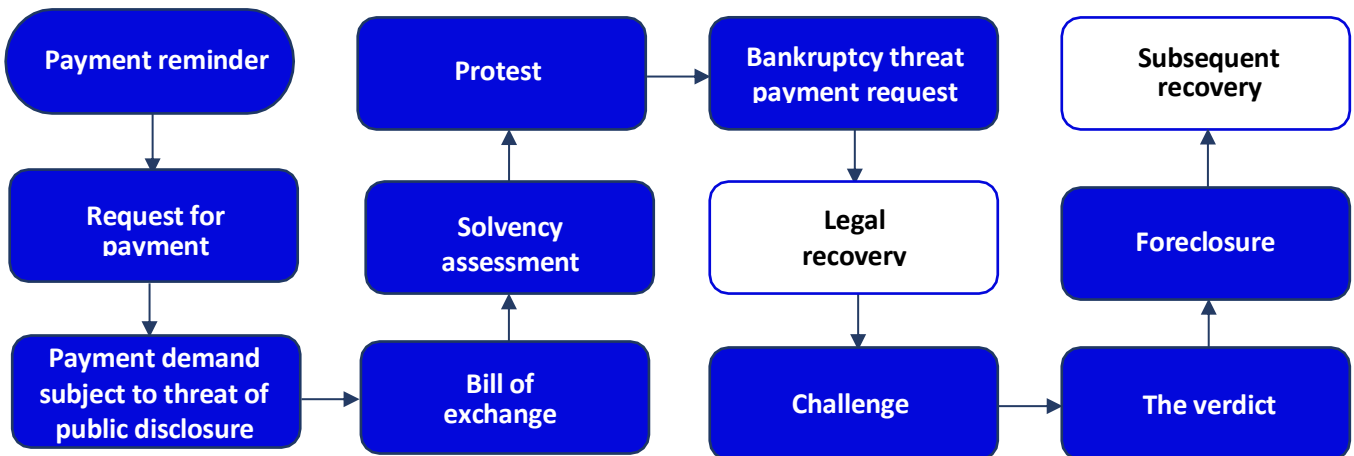 Payment reminder
Request for
payment
Payment demand
subject to threat of
public disclosure
Bill of
exchange
Solvency
assessment
Protest
Bankruptcy threat
payment request
Legal
recovery
Challenge
The verdict
Foreclosure
Subsequent
recovery